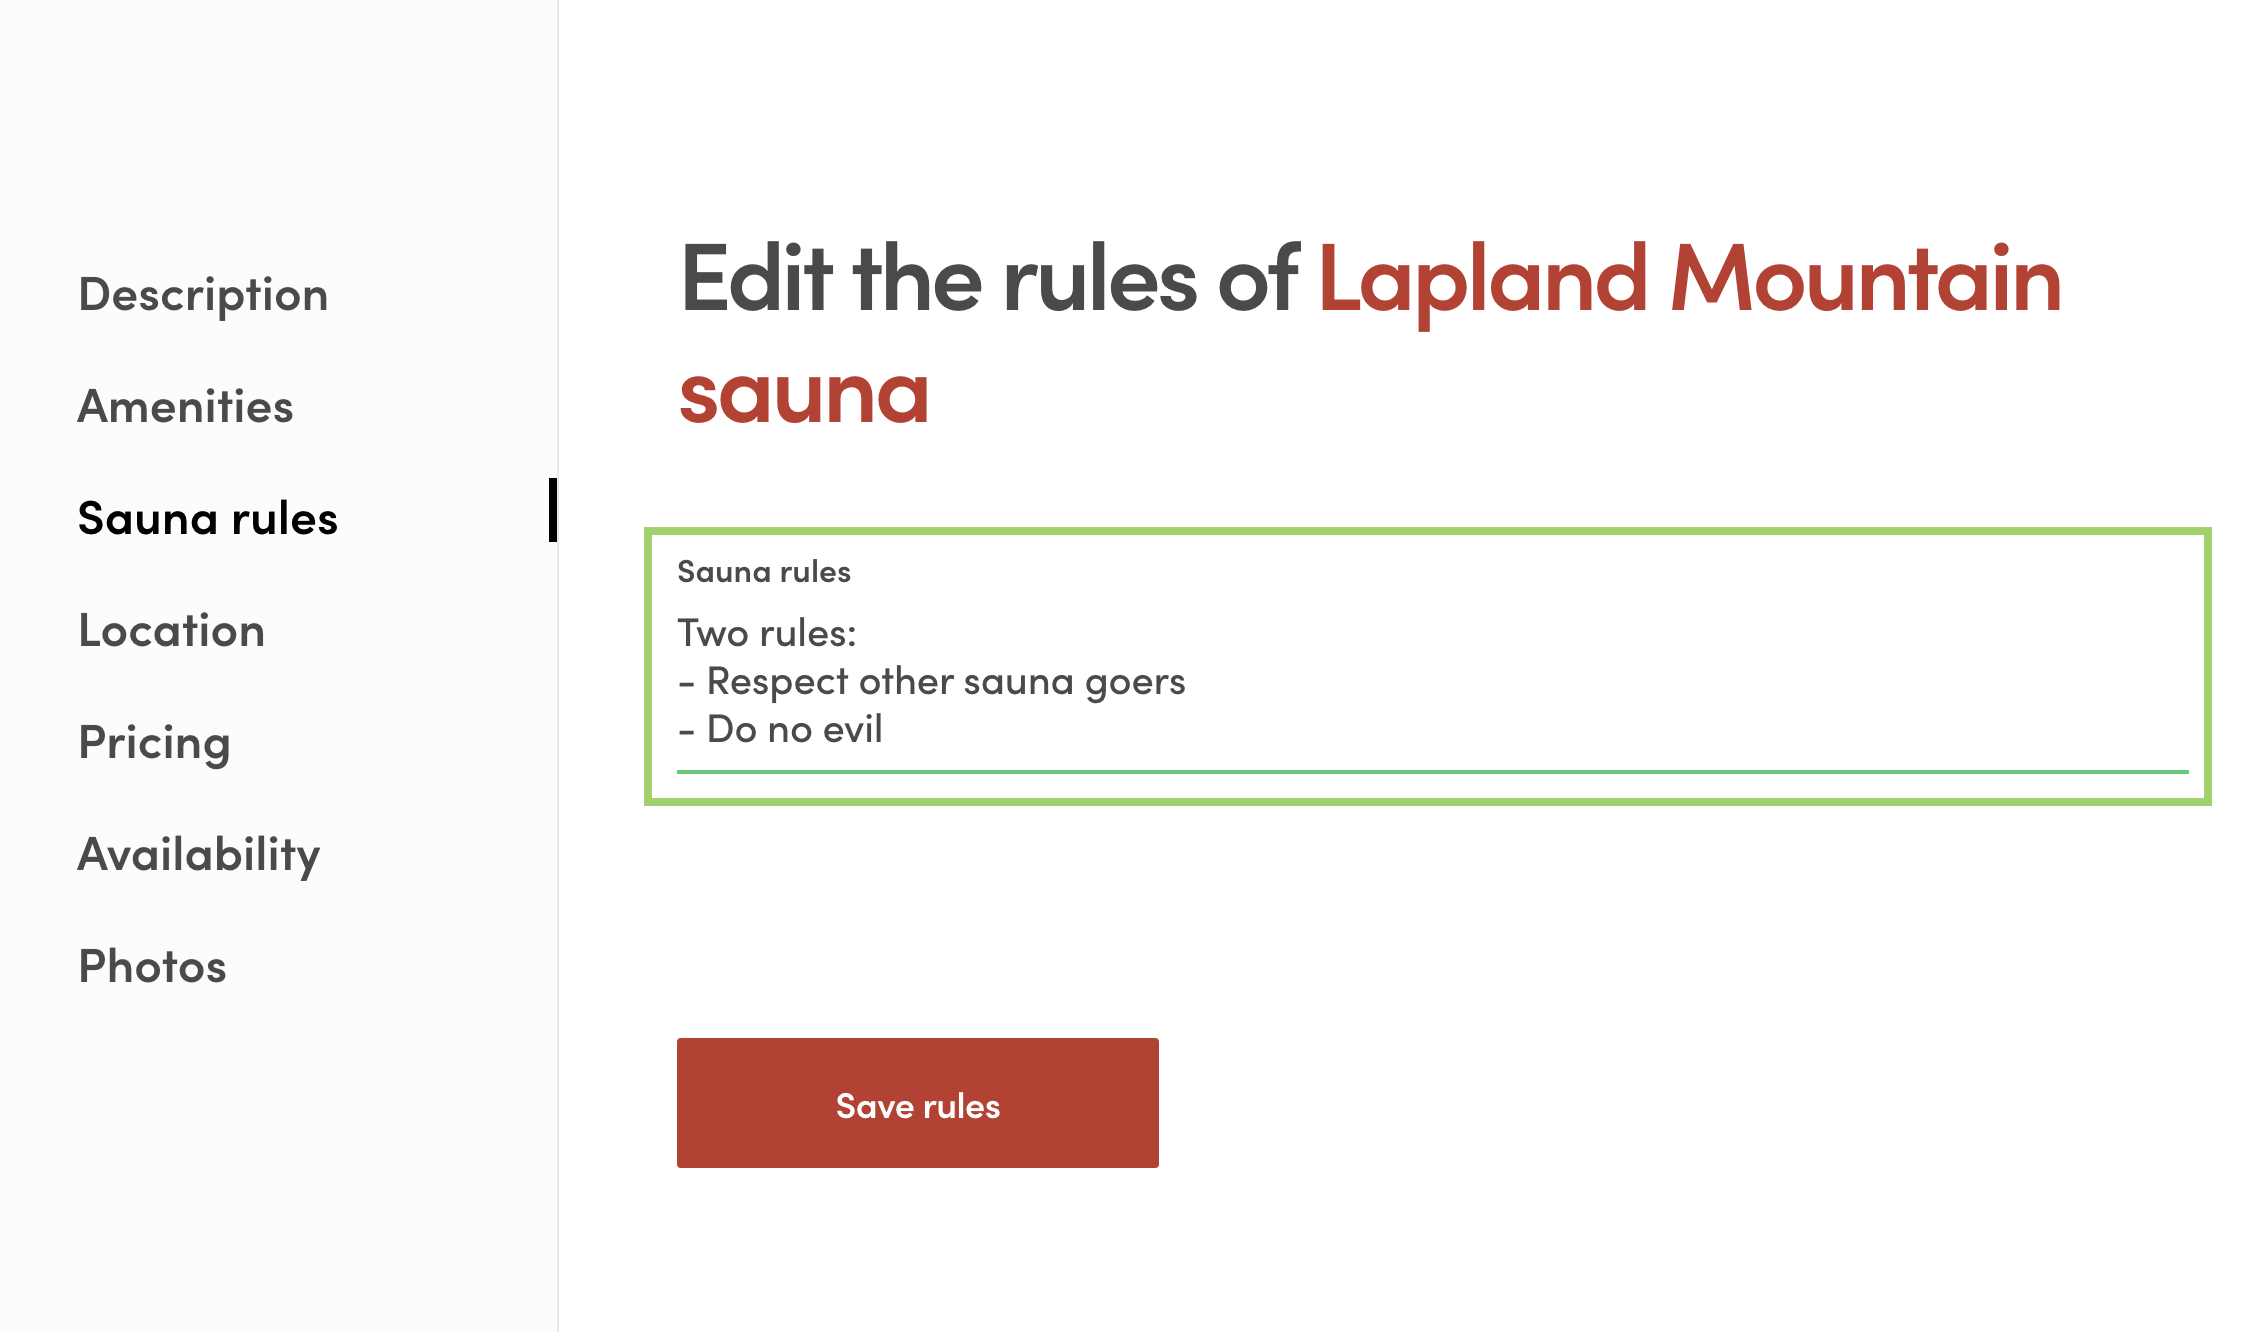 Description
Amenities
Sauna rules
Location
Pricing
Availability
Photos
Edit the rules of Lapland Mountain
sauna
Sauna rules
Two rules:
- Respect other sauna goers
- Do no evil
Save rules